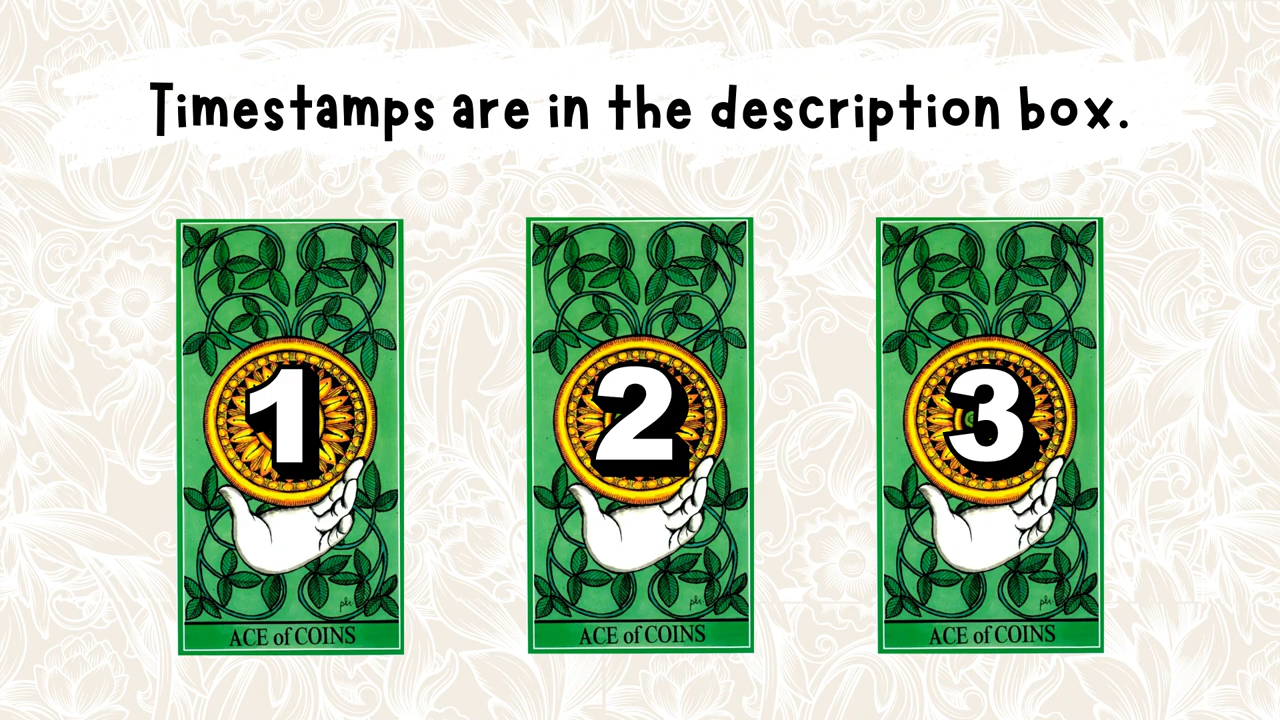 Timestamps are in the description box.
1
2
3
ACE of COINS
ACE of COINS
ACE of COINS